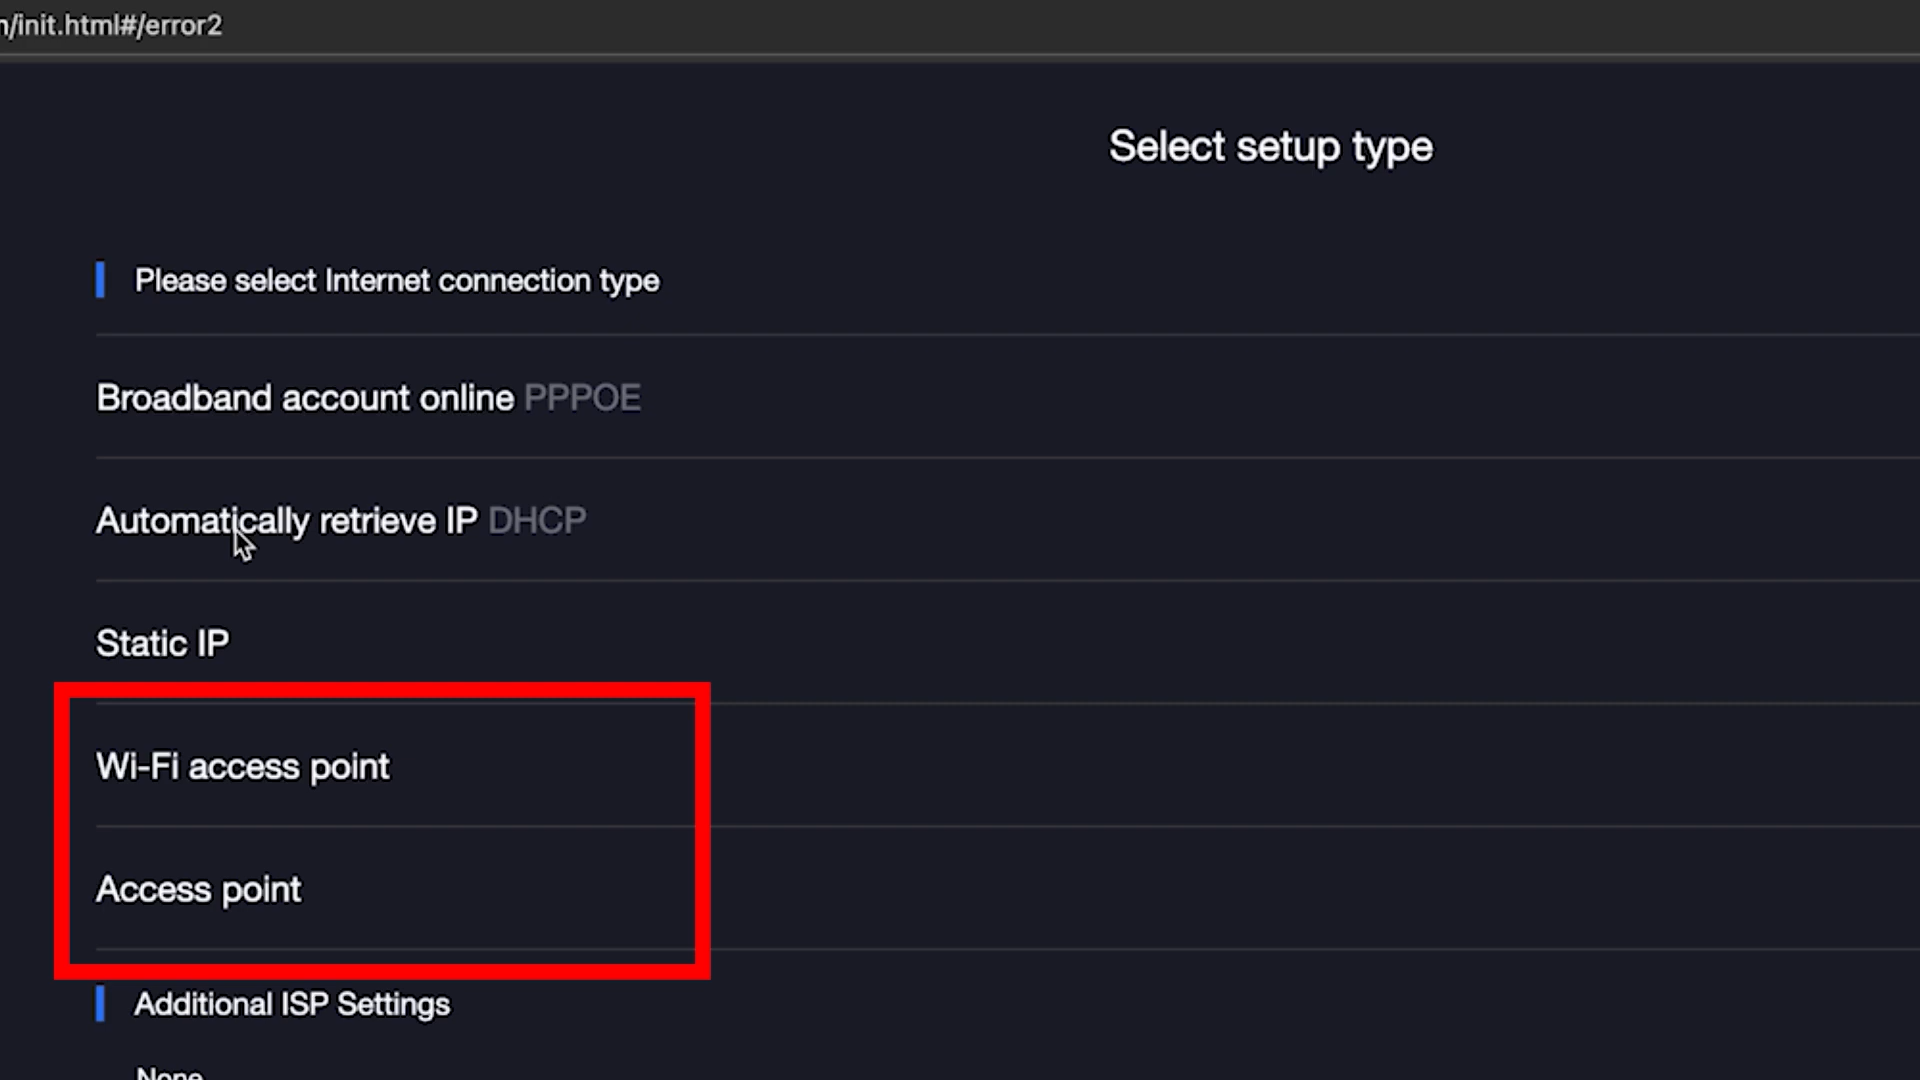 /init.html#/error2
Select setup type
Please select Internet connection type
Broadband account online PPPOE
Automatically retrieve IP DHCP
Static IP
Wi-Fi access point
Access point
Additional ISP Settings
None